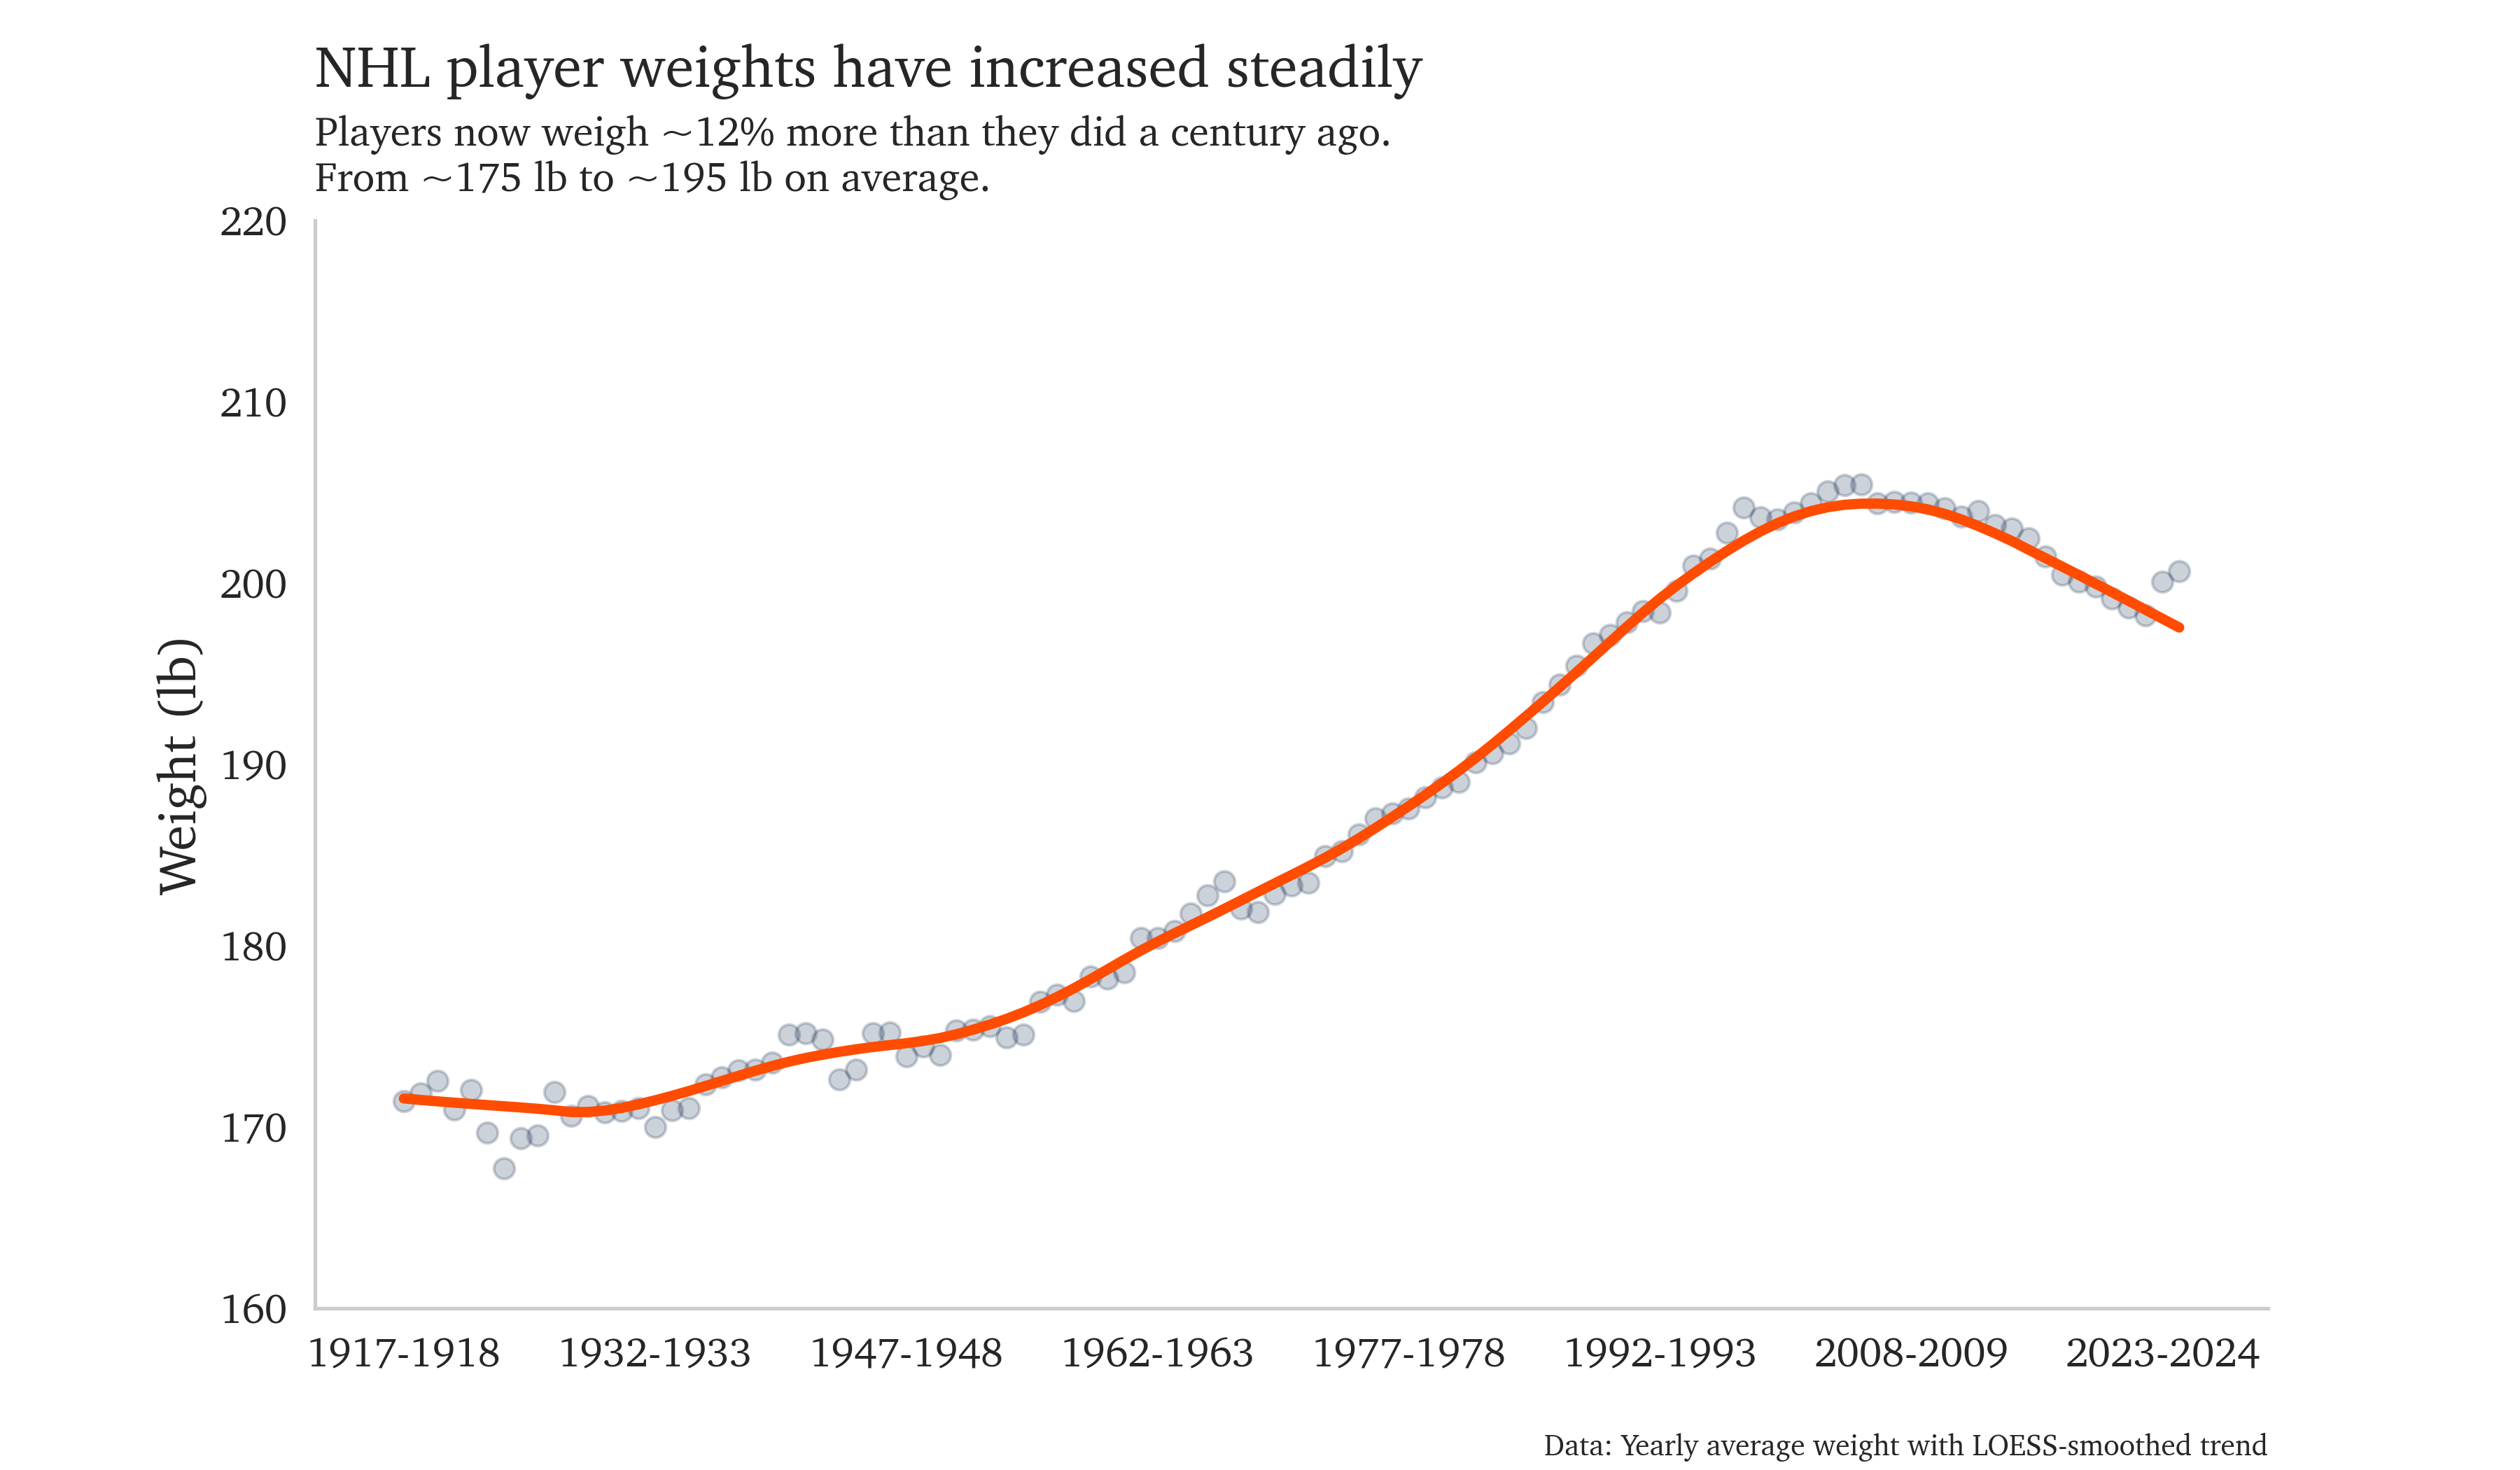 NHL player weights have increased steadily
Players now weigh ~12% more than they did a century ago.
From ~175 lb to ~195 lb on average.
220
210
200
190
180
170
160
Weight (lb)
1917-1918 1932-1933 1947-1948 1962-1963 1977-1978 1992-1993 2008-2009 2023-2024
Data: Yearly average weight with LOESS-smoothed trend